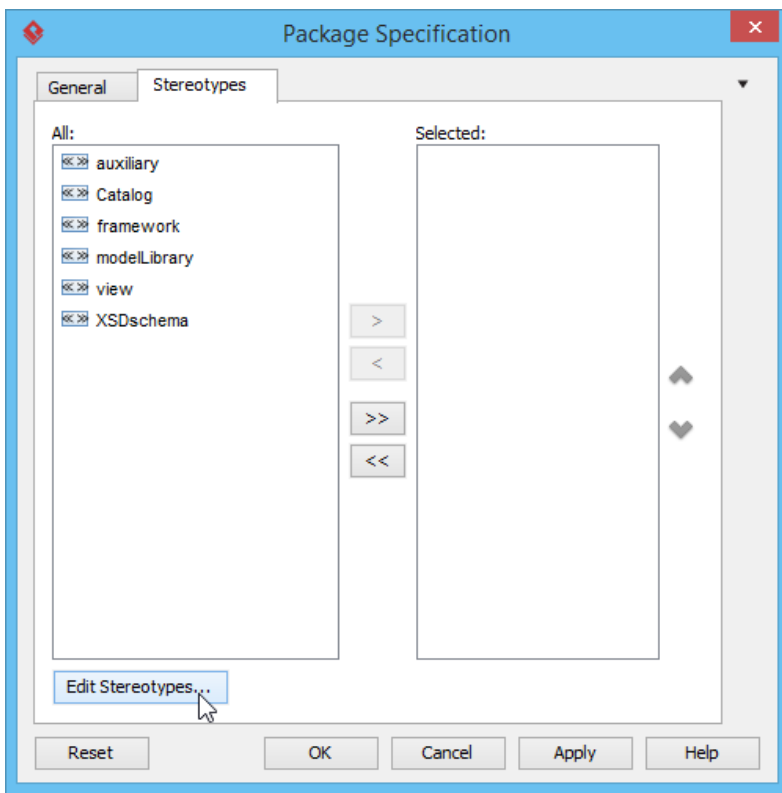 Package Specification
General Stereotypes
All: Selected:
«» auxiliary
«» Catalog
«» framework
«» modelLibrary
«» view
«» XSDschema
>
<
>>
<<
Edit Stereotypes...
Reset OK Cancel Apply Help